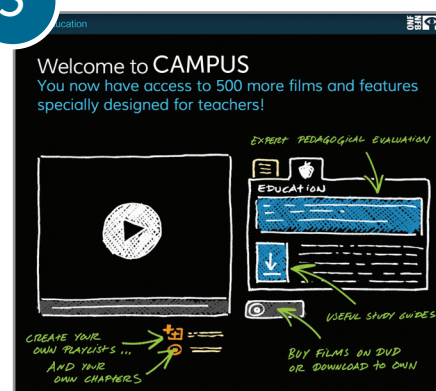 ucation
Welcome to CAMPUS
You now have access to 500 more films and features
specially designed for teachers!
EXPERT PEDAGOGICAL EVALUATION
EDUCATION
USEFUL STUDY GUIDES
CREATE YOUR
OWN PLAYLISTS ...
AND YOUR
OWN CHAPTERS
BUY FILMS ON DVD
OR DOWNLOAD TO OWN